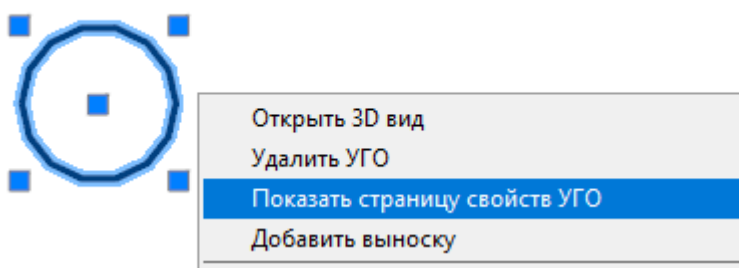 Открыть 3D вид
Удалить УГО
Показать страницу свойств УГО
Добавить выноску